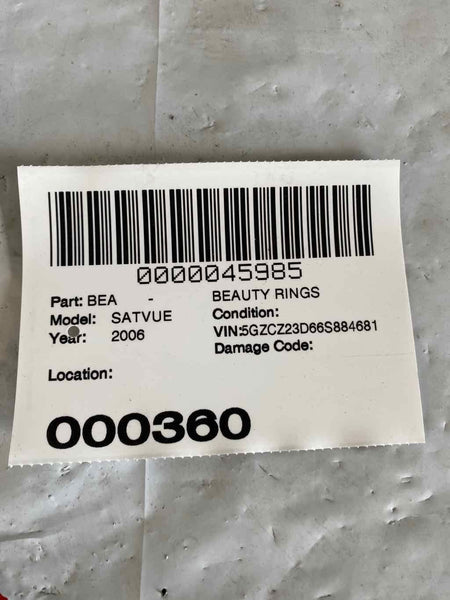 0000045985
Part: BEA - BEAUTY RINGS
Model: SATVUE Condition:
Year: 2006 VIN:5GZCZ23D66S884681
Damage Code:
Location:
000360